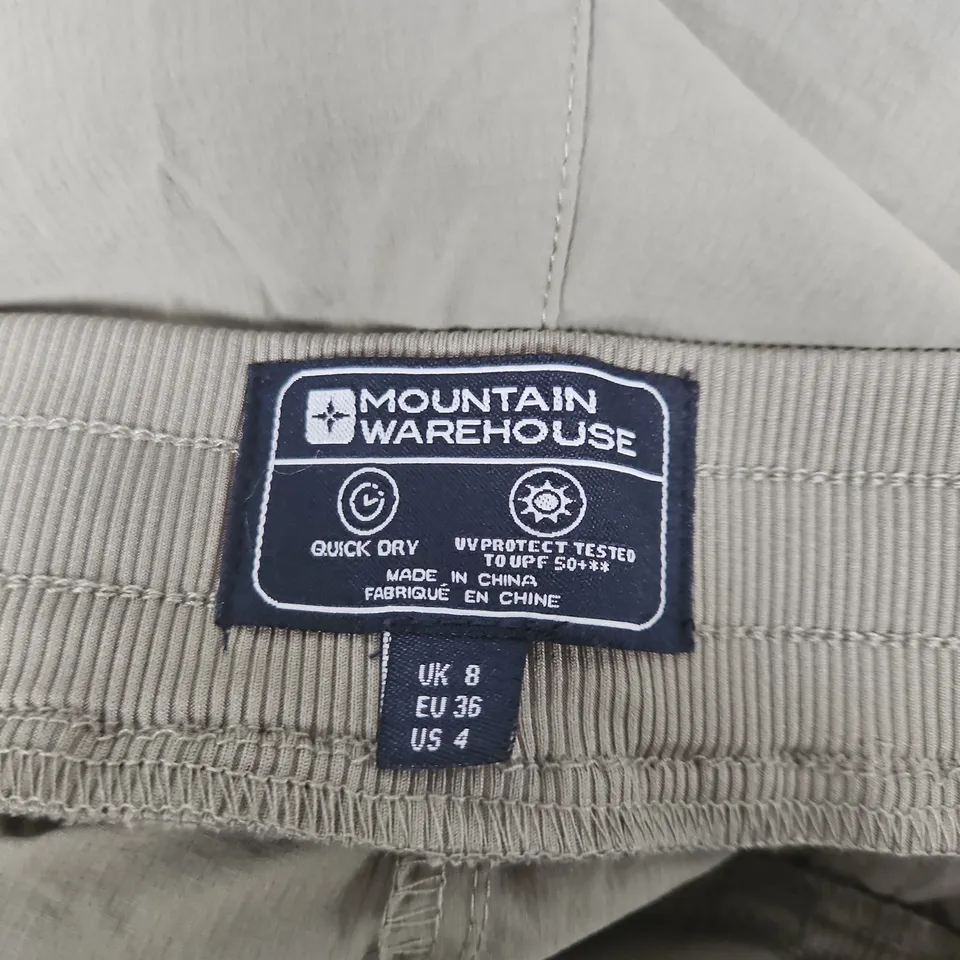 MOUNTAIN
WAREHOUSE
QUICK DRY
UV PROTECT TESTED
TO UPF 50+**
MADE IN CHINA
FABRIQUÉ EN CHINE
UK 8
EU 36
US 4